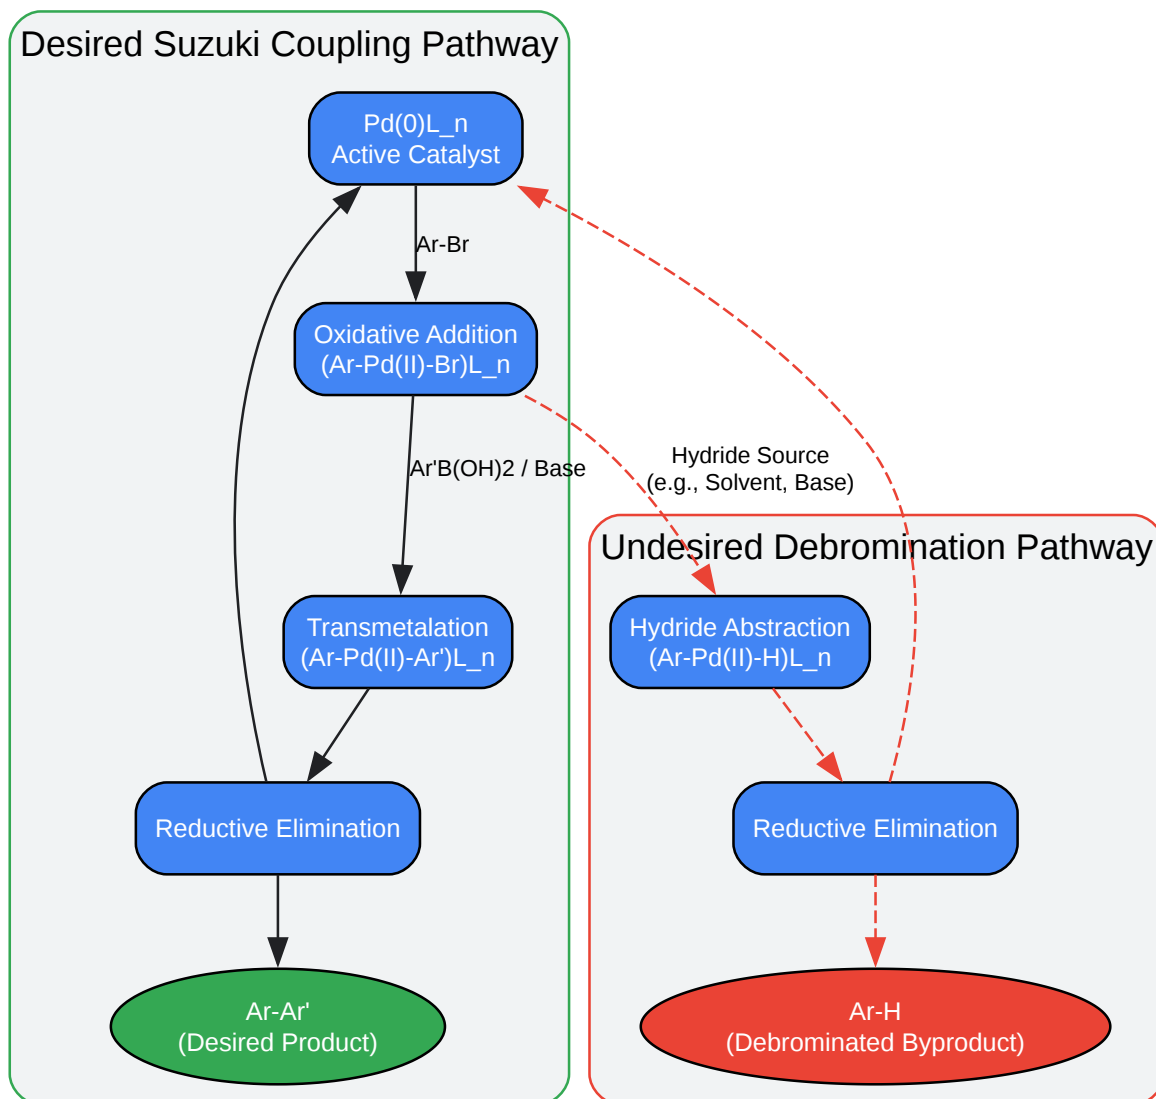 Desired Suzuki Coupling Pathway
Pd(0)L_n
Active Catalyst
Ar-Br
Oxidative Addition
(Ar-Pd(II)-Br)L_n
Ar'B(OH)2 / Base
Hydride Source
(e.g., Solvent, Base)
Undesired Debromination Pathway
Transmetalation
(Ar-Pd(II)-Ar')L_n
Hydride Abstraction
(Ar-Pd(II)-H)L_n
Reductive Elimination
Reductive Elimination
Ar-Ar'
(Desired Product)
Ar-H
(Debrominated Byproduct)